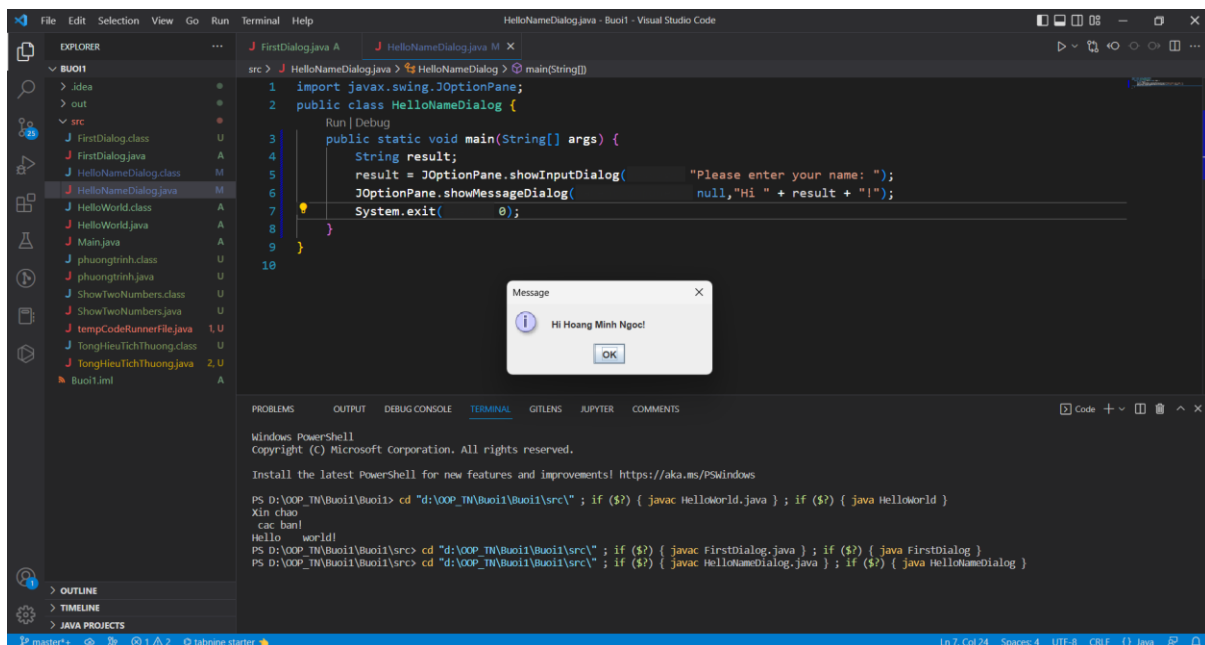 File Edit Selection View Go Run Terminal Help
HelloNameDialog.java - Buoi1 - Visual Studio Code
EXPLORER
BUOI1
.idea
out
src
FirstDialog.class U
FirstDialog.java A
HelloNameDialog.class M
HelloNameDialog.java M
HelloWorld.class A
HelloWorld.java A
Main.java A
phuongtrinh.class U
phuongtrinh.java U
ShowTwoNumbers.class U
ShowTwoNumbers.java U
tempCodeRunnerFile.java 1, U
TongHieuTichThuong.class U
TongHieuTichThuong.java 2, U
Buoi1.iml A
OUTLINE
TIMELINE
JAVA PROJECTS
25
1
FirstDialog.java A
HelloNameDialog.java M
src > HelloNameDialog.java > HelloNameDialog > main(String[])
1 import javax.swing.JOptionPane;
2 public class HelloNameDialog {
Run | Debug
3 public static void main(String[] args) {
4 String result;
5 result = JOptionPane.showInputDialog( "Please enter your name: ");
6 JOptionPane.showMessageDialog( null,"Hi " + result + "!");
7 System.exit( 0);
8 }
9 }
10
Message
Hi Hoang Minh Ngoc!
OK
PROBLEMS OUTPUT DEBUG CONSOLE TERMINAL GITLENS JUPYTER COMMENTS
Code
Windows PowerShell
Copyright (C) Microsoft Corporation. All rights reserved.
Install the latest PowerShell for new features and improvements! https://aka.ms/PSWindows
PS D:\OOP_TN\Buoi1\Buoi1> cd "d:\OOP_TN\Buoi1\Buoi1\src\" ; if ($?) { javac HelloWorld.java } ; if ($?) { java HelloWorld }
Xin chao
cac ban!
Hello world!
PS D:\OOP_TN\Buoi1\Buoi1\src> cd "d:\OOP_TN\Buoi1\Buoi1\src\" ; if ($?) { javac FirstDialog.java } ; if ($?) { java FirstDialog }
PS D:\OOP_TN\Buoi1\Buoi1\src> cd "d:\OOP_TN\Buoi1\Buoi1\src\" ; if ($?) { javac HelloNameDialog.java } ; if ($?) { java HelloNameDialog }
master*+ 1 2 tabnine starter
Ln 7, Col 24 Spaces: 4 UTF-8 CRLF {} Java